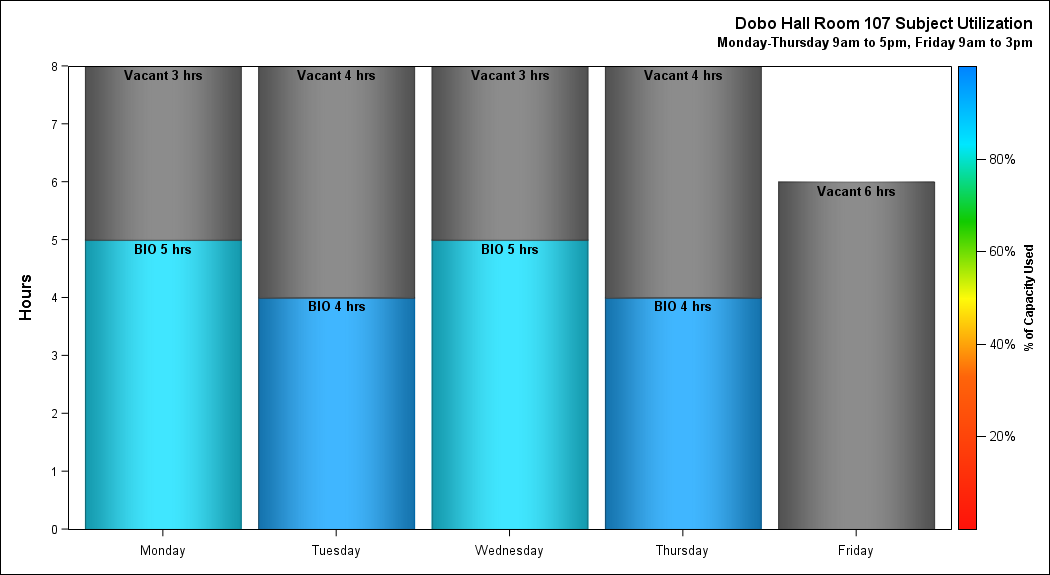 Dobo Hall Room 107 Subject Utilization
Monday-Thursday 9am to 5pm, Friday 9am to 3pm
Hours
8
7
6
5
4
3
2
1
0
Vacant 3 hrs
Vacant 4 hrs
Vacant 3 hrs
Vacant 4 hrs
Vacant 6 hrs
BIO 5 hrs
BIO 4 hrs
BIO 5 hrs
BIO 4 hrs
Monday
Tuesday
Wednesday
Thursday
Friday
80%
60%
40%
20%
% of Capacity Used